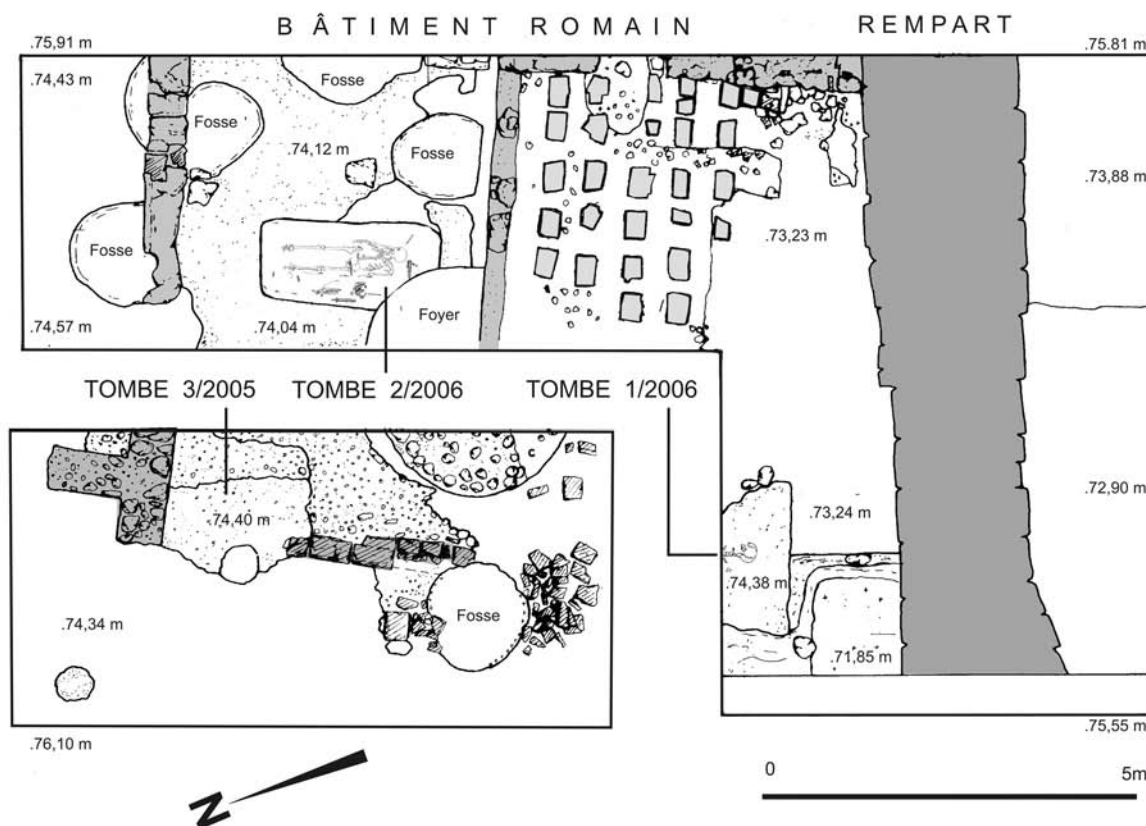 BÂTIMENT ROMAIN
REMPART
.75,91 m
.75,81 m
.74,43 m
Fosse
Fosse
.74,12 m
Fosse
.73,88 m
Fosse
.73,23 m
.74,57 m
.74,04 m
Foyer
TOMBE 3/2005
TOMBE 2/2006
TOMBE 1/2006
.74,40 m
.73,24 m
.72,90 m
.74,38 m
.74,34 m
Fosse
.71,85 m
.76,10 m
.75,55 m
N
0
5m